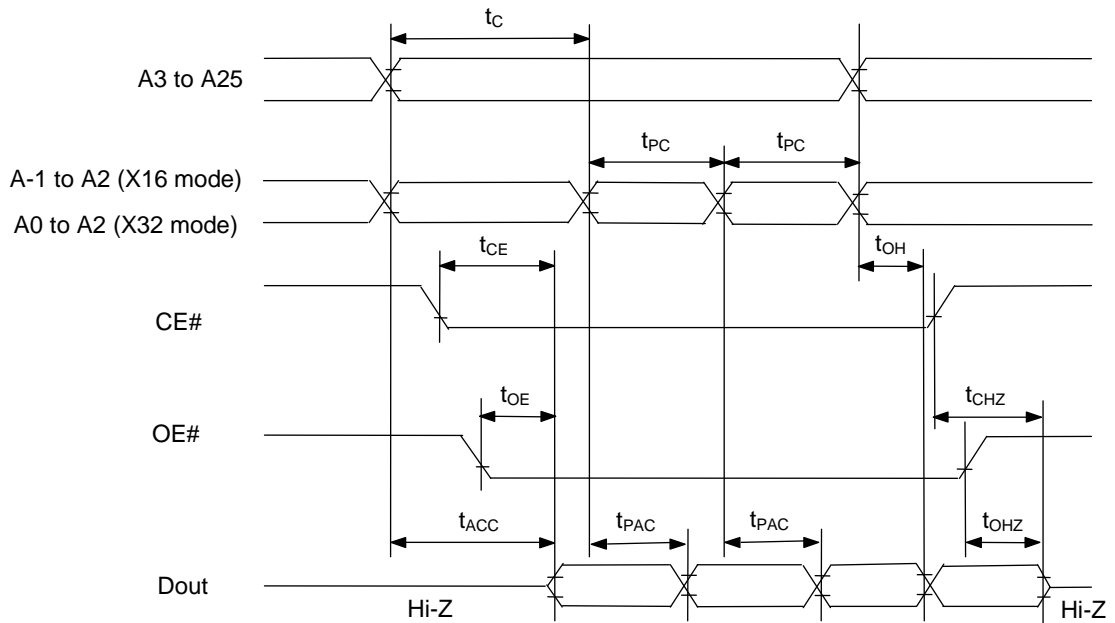 tC
A3 to A25
tPC tPC
A-1 to A2 (X16 mode)
A0 to A2 (X32 mode)
tCE tOH
CE#
tOE tCHZ
OE#
tACC tPAC tPAC tOHZ
Dout
Hi-Z Hi-Z